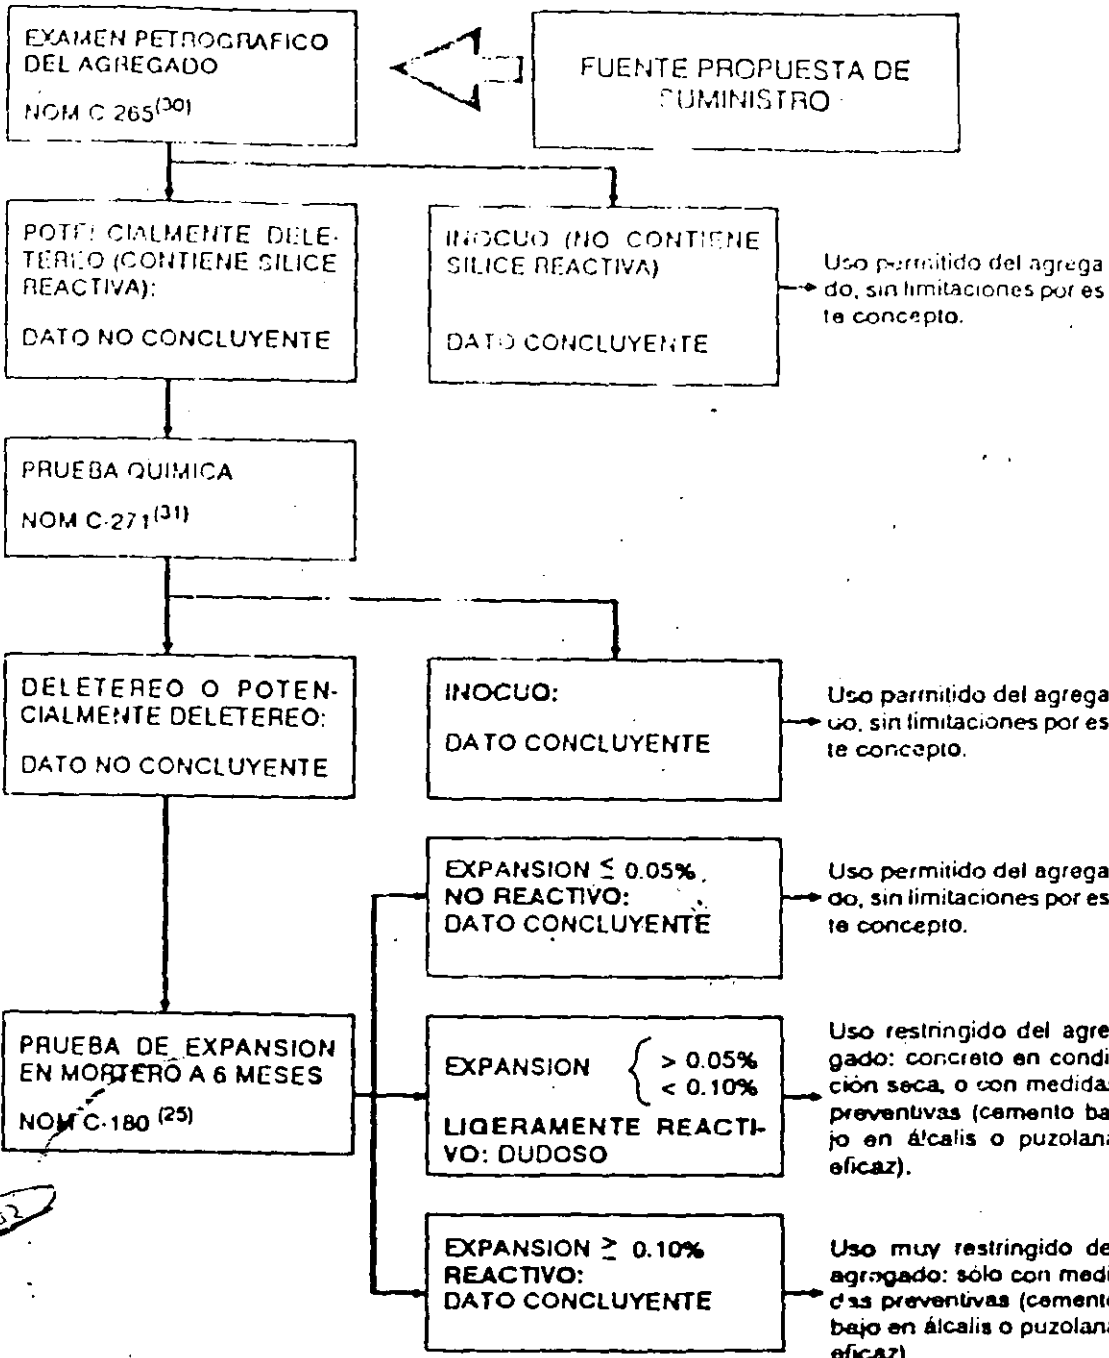 EXAMEN PETROGRAFICO
DEL AGREGADO
NOM C 265(30)
FUENTE PROPUESTA DE
SUMINISTRO
POTENCIALMENTE DELE-
TEREO (CONTIENE SILICE
REACTIVA):
DATO NO CONCLUYENTE
INOCUO (NO CONTIENE
SILICE REACTIVA)
DATO CONCLUYENTE
Uso permitido del agrega
do, sin limitaciones por es
te concepto.
PRUEBA QUIMICA
NOM C-271(31)
DELETEREO O POTEN-
CIALMENTE DELETEREO:
DATO NO CONCLUYENTE
INOCUO:
DATO CONCLUYENTE
Uso permitido del agrega
do, sin limitaciones por es
te concepto.
EXPANSION ≤ 0.05%
NO REACTIVO:
DATO CONCLUYENTE
Uso permitido del agrega
do, sin limitaciones por es
te concepto.
PRUEBA DE EXPANSION
EN MORTERO A 6 MESES
NOM C-180 (25)
EXPANSION { > 0.05%
< 0.10%
LIGERAMENTE REACTI-
VO: DUDOSO
Uso restringido del agre
gado: concreto en condi
ción seca, o con medidas
preventivas (cemento ba
jo en álcalis o puzolana
eficaz).
EXPANSION ≥ 0.10%
REACTIVO:
DATO CONCLUYENTE
Uso muy restringido de
agregado: sólo con medi
das preventivas (cemento
bajo en álcalis o puzolana
eficaz)